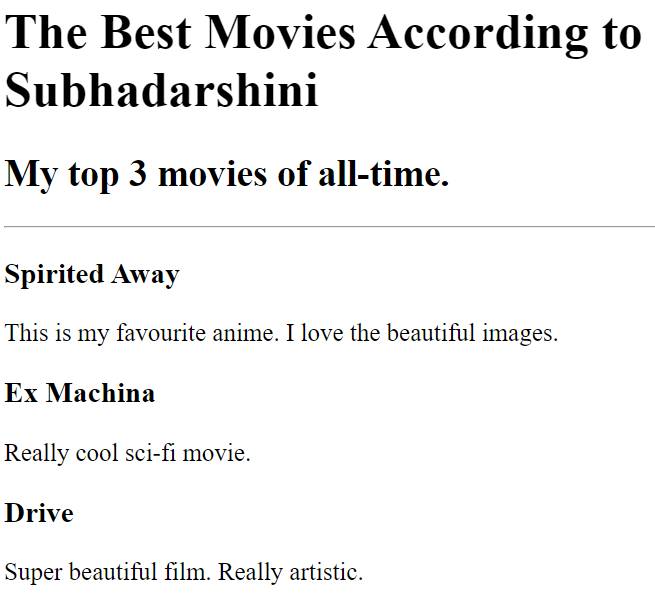 The Best Movies According to
Subhadarshini
My top 3 movies of all-time.
Spirited Away
This is my favourite anime. I love the beautiful images.
Ex Machina
Really cool sci-fi movie.
Drive
Super beautiful film. Really artistic.